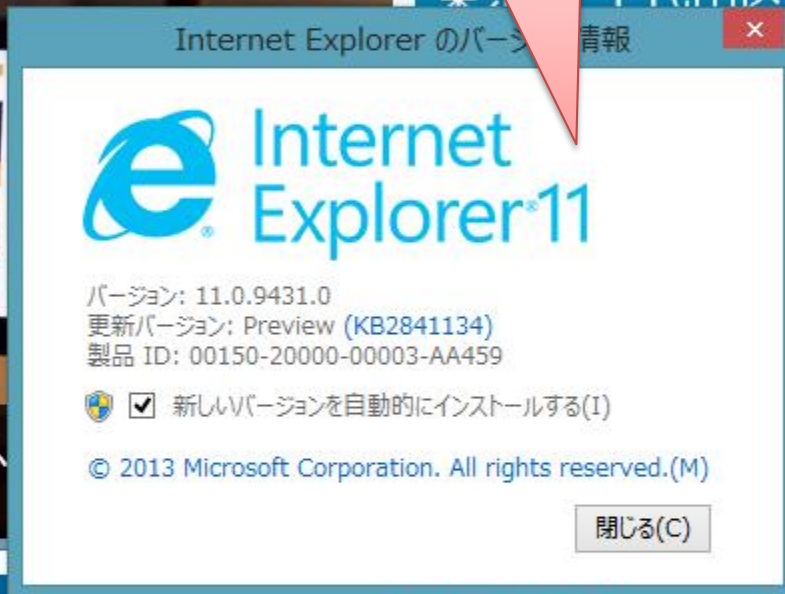 Internet Explorer のバージ 情報
Internet
Explorer®11
バージョン: 11.0.9431.0
更新バージョン: Preview (KB2841134)
製品 ID: 00150-20000-00003-AA459
新しいバージョンを自動的にインストールする(I)
© 2013 Microsoft Corporation. All rights reserved.(M)
閉じる(C)